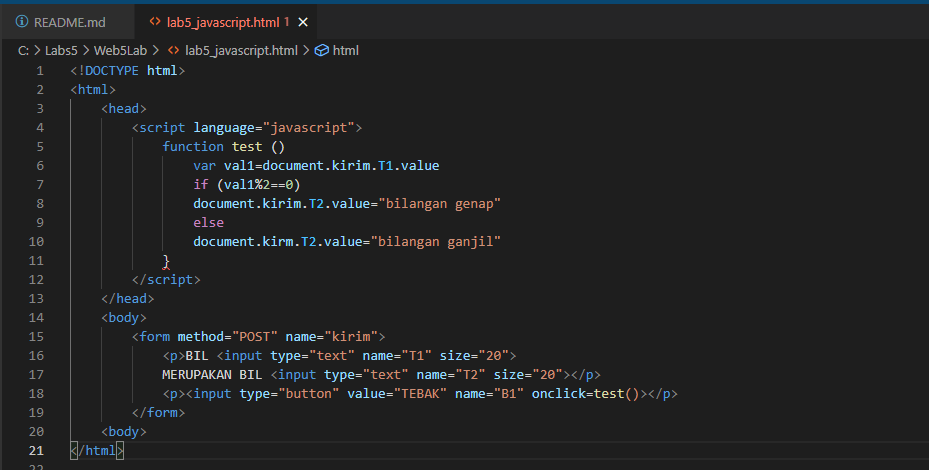 README.md lab5_javascript.html 1
C: > Labs5 > Web5Lab > lab5_javascript.html > html
1 <!DOCTYPE html>
2 <html>
3 <head>
4 <script language="javascript">
5 function test ()
6 var val1=document.kirim.T1.value
7 if (val1%2==0)
8 document.kirim.T2.value="bilangan genap"
9 else
10 document.kirm.T2.value="bilangan ganjil"
11 }
12 </script>
13 </head>
14 <body>
15 <form method="POST" name="kirim">
16 <p>BIL <input type="text" name="T1" size="20">
17 MERUPAKAN BIL <input type="text" name="T2" size="20"></p>
18 <p><input type="button" value="TEBAK" name="B1" onclick=test()></p>
19 </form>
20 <body>
21 </html>
22